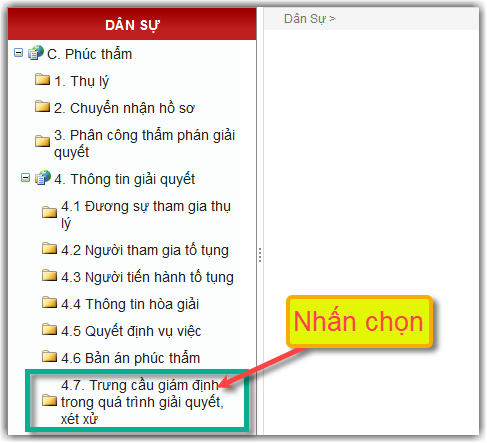 DÂN SỰ
Dân Sự >
C. Phúc thẩm
1. Thụ lý
2. Chuyển nhận hồ sơ
3. Phân công thẩm phán giải
quyết
4. Thông tin giải quyết
4.1 Đương sự tham gia thụ
lý
4.2 Người tham gia tố tụng
4.3 Người tiến hành tố tụng
4.4 Thông tin hòa giải
4.5 Quyết định vụ việc
4.6 Bản án phúc thẩm
4.7. Trưng cầu giám định
trong quá trình giải quyết,
xét xử
Nhấn chọn